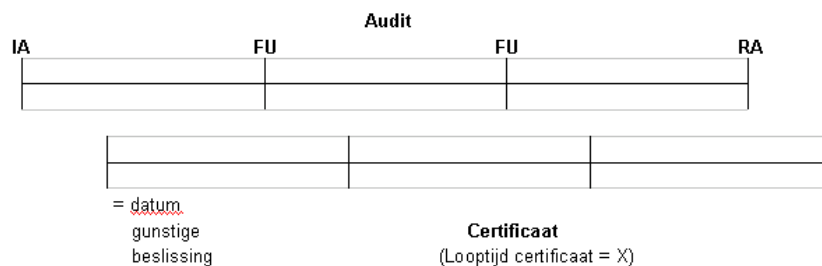 Audit
IA FU FU RA
= datum
gunstige
beslissing
Certificaat
(Looptijd certificaat = X)